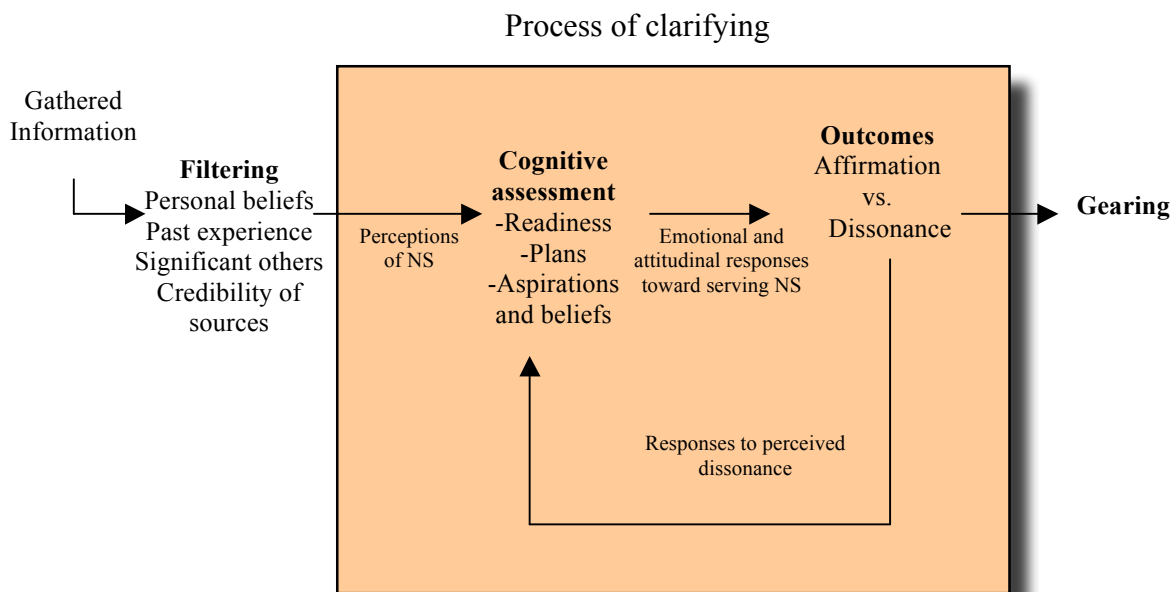 Process of clarifying
Gathered
Information
Filtering
Personal beliefs
Past experience
Significant others
Credibility of
sources
Perceptions
of NS
Cognitive
assessment
-Readiness
-Plans
-Aspirations
and beliefs
Emotional and
attitudinal responses
toward serving NS
Outcomes
Affirmation
vs.
Dissonance
Gearing
Responses to perceived
dissonance